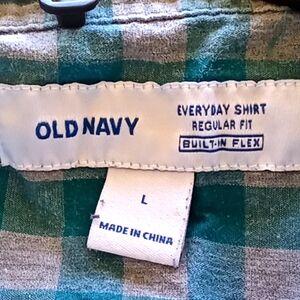 OLD NAVY
EVERYDAY SHIRT
REGULAR FIT
BUILT-IN FLEX
L
MADE IN CHINA